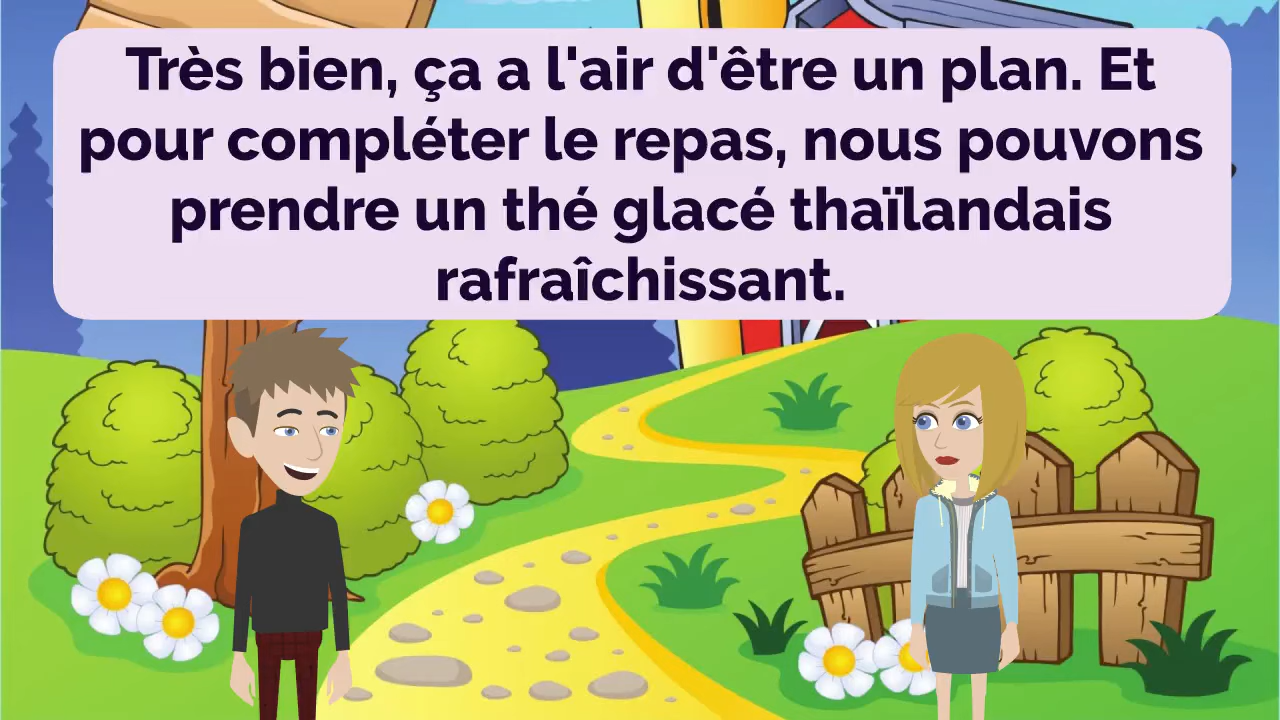 Très bien, ça a l'air d'être un plan. Et
pour compléter le repas, nous pouvons
prendre un thé glacé thaïlandais
rafraîchissant.